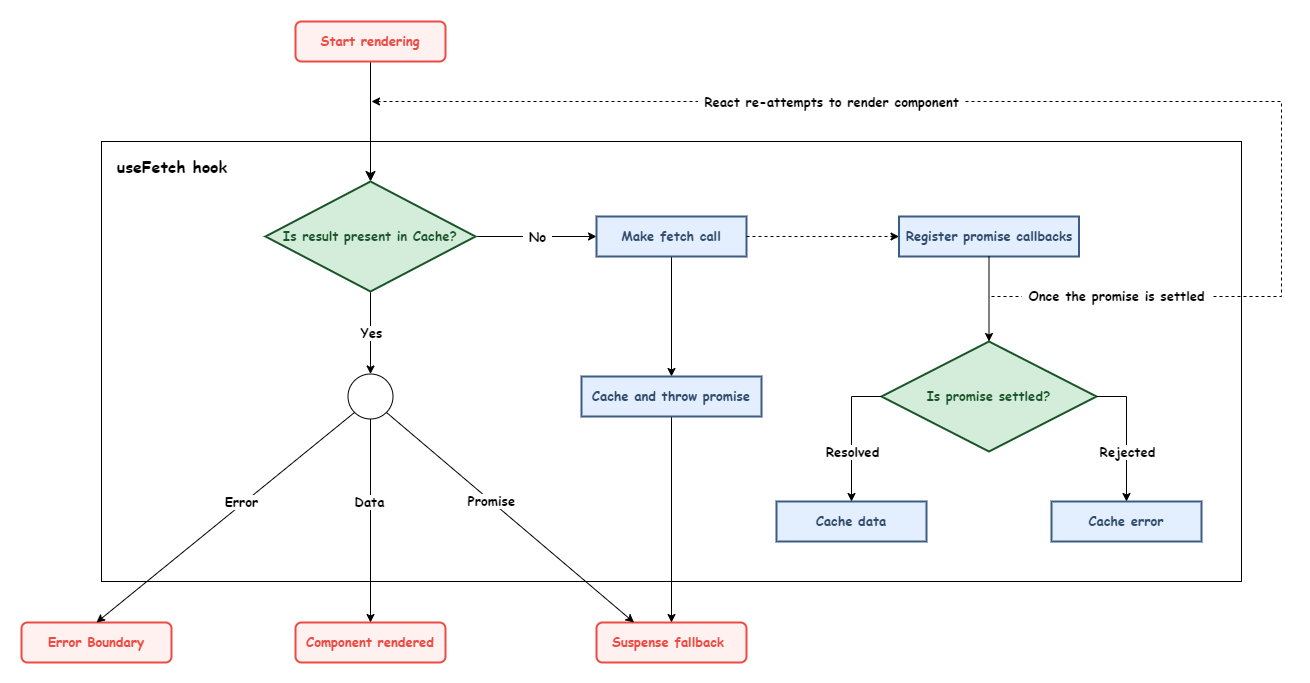 Start rendering
React re-attempts to render component
useFetch hook
Is result present in Cache?
No
Make fetch call
Register promise callbacks
Once the promise is settled
Yes
Cache and throw promise
Is promise settled?
Resolved
Rejected
Error
Data
Promise
Cache data
Cache error
Error Boundary
Component rendered
Suspense fallback